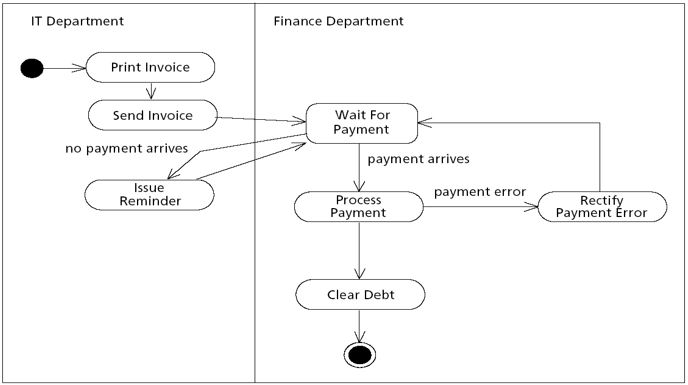 IT Department
Finance Department
Print Invoice
Send Invoice
Wait For
Payment
no payment arrives
payment arrives
Issue
Reminder
Process
Payment
payment error
Rectify
Payment Error
Clear Debt